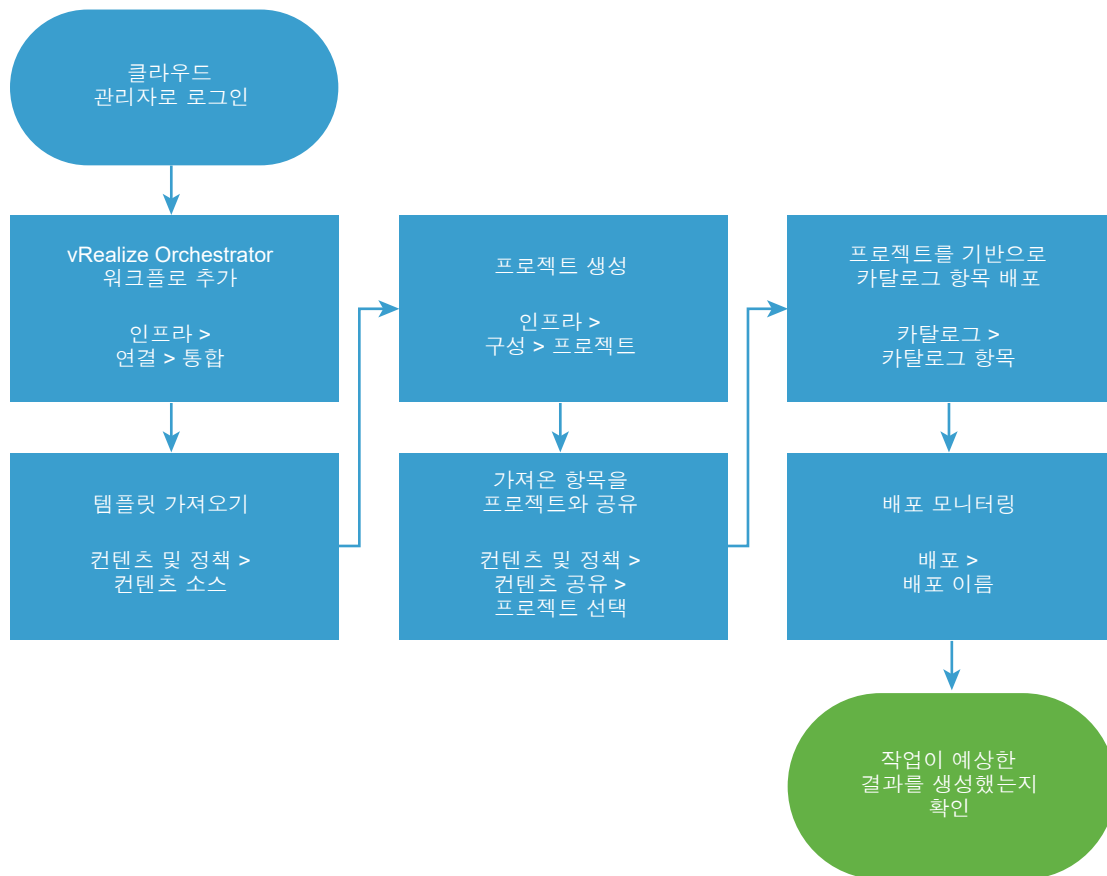 클라우드
관리자로 로그인
vRealize Orchestrator
워크플로 추가
인프라 >
연결 > 통합
템플릿 가져오기
컨텐츠 및 정책 >
컨텐츠 소스
프로젝트 생성
인프라 >
구성 > 프로젝트
가져온 항목을
프로젝트와 공유
컨텐츠 및 정책 >
컨텐츠 공유 >
프로젝트 선택
프로젝트를 기반으로
카탈로그 항목 배포
카탈로그 >
카탈로그 항목
배포 모니터링
배포 >
배포 이름
작업이 예상한
결과를 생성했는지
확인